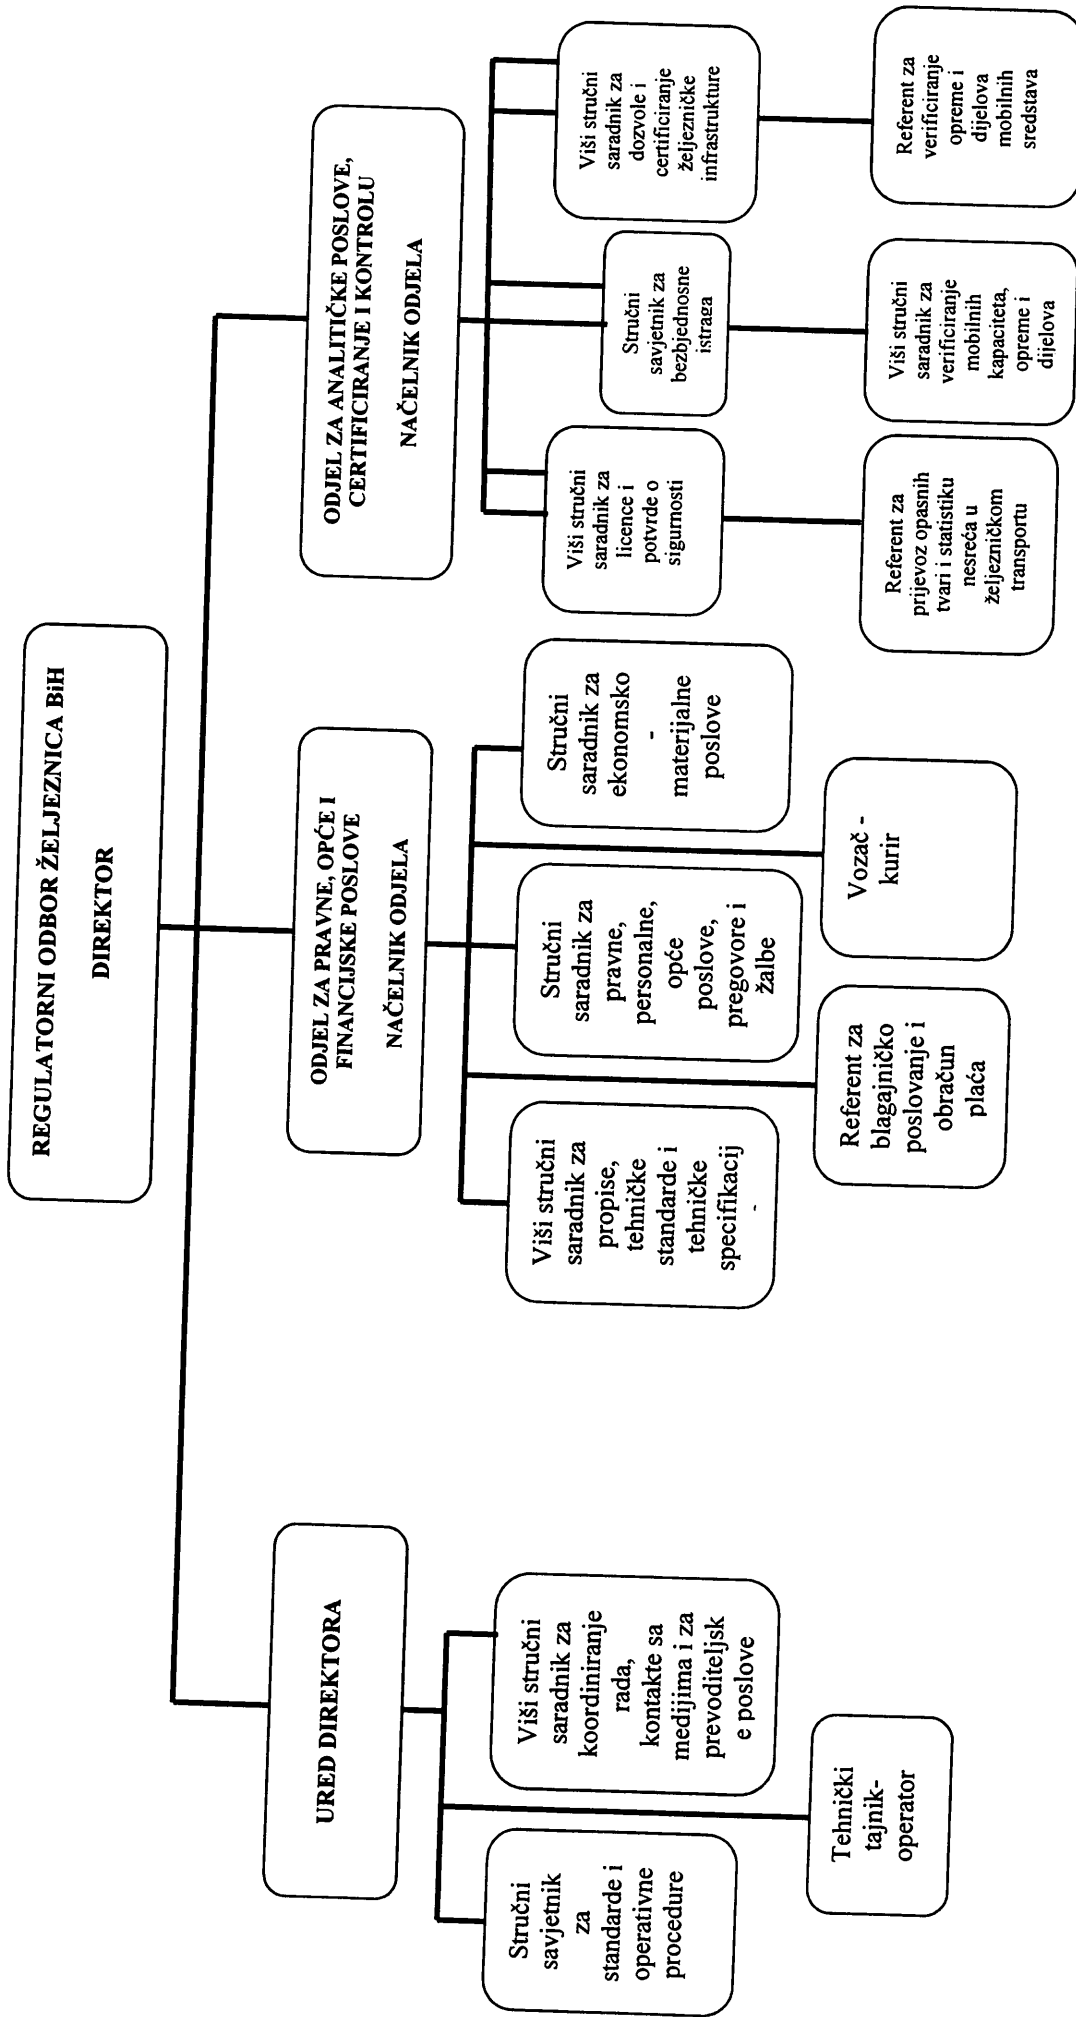 REGULATORNI ODBOR ŽELJEZNICA BiH
DIREKTOR
URED DIREKTORA
ODJEL ZA PRAVNE, OPĆE I
FINANCIJSKE POSLOVE
NAČELNIK ODJELA
ODJEL ZA ANALITIČKE POSLOVE,
CERTIFICIRANJE I KONTROLU
NAČELNIK ODJELA
Stručni
savjetnik
za
standarde i
operativne
procedure
Viši stručni
saradnik za
koordiniranje
rada,
kontakte sa
medijima i za
prevoditeljsk
e poslove
Tehnički
tajnik-
operator
Viši stručni
saradnik za
propise,
tehničke
standarde i
tehničke
specifikacij
Stručni
saradnik za
pravne,
personalne,
opće
poslove,
pregovore i
žalbe
Stručni
saradnik za
ekonomsko
-
materijalne
poslove
Referent za
blagajničko
poslovanje i
obračun
plaća
Vozač -
kurir
Viši stručni
saradnik za
licence i
potvrde o
sigurnosti
Stručni
savjetnik za
bezbjednosne
istraga
Viši stručni
saradnik za
dozvole i
certificiranje
željezničke
infrastrukture
Referent za
prijevoz opasnih
tvari i statistiku
nesreća u
željezničkom
transportu
Viši stručni
saradnik za
verificiranje
mobilnih
kapaciteta,
opreme i
dijelova
Referent za
verificiranje
opreme i
dijelova
mobilnih
sredstava